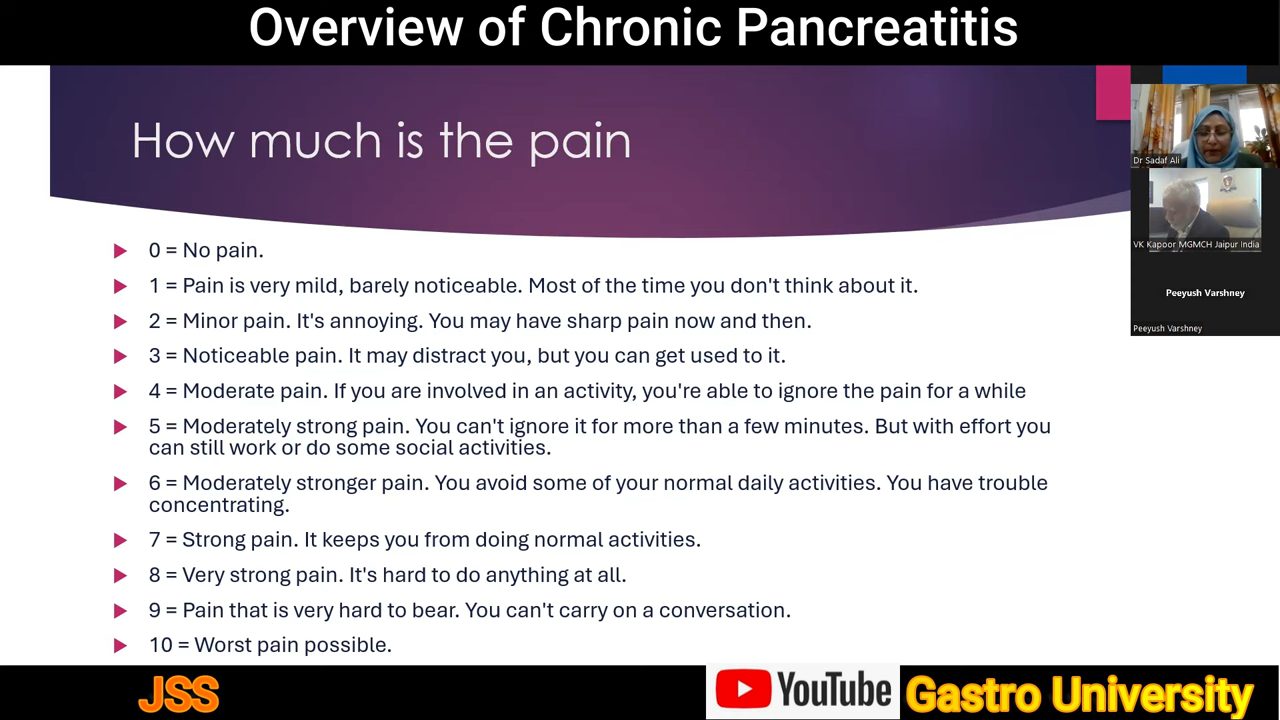 Overview of Chronic Pancreatitis
How much is the pain
0 = No pain.
1 = Pain is very mild, barely noticeable. Most of the time you don't think about it.
2 = Minor pain. It's annoying. You may have sharp pain now and then.
3 = Noticeable pain. It may distract you, but you can get used to it.
4 = Moderate pain. If you are involved in an activity, you're able to ignore the pain for a while
5 = Moderately strong pain. You can't ignore it for more than a few minutes. But with effort you
can still work or do some social activities.
6 = Moderately stronger pain. You avoid some of your normal daily activities. You have trouble
concentrating.
7 = Strong pain. It keeps you from doing normal activities.
8 = Very strong pain. It's hard to do anything at all.
9 = Pain that is very hard to bear. You can't carry on a conversation.
10 = Worst pain possible.
Dr Sadaf Ali
VK Kapoor MGMCH Jaipur India
Peeyush Varshney
Peeyush Varshney
JSS
YouTube
Gastro University